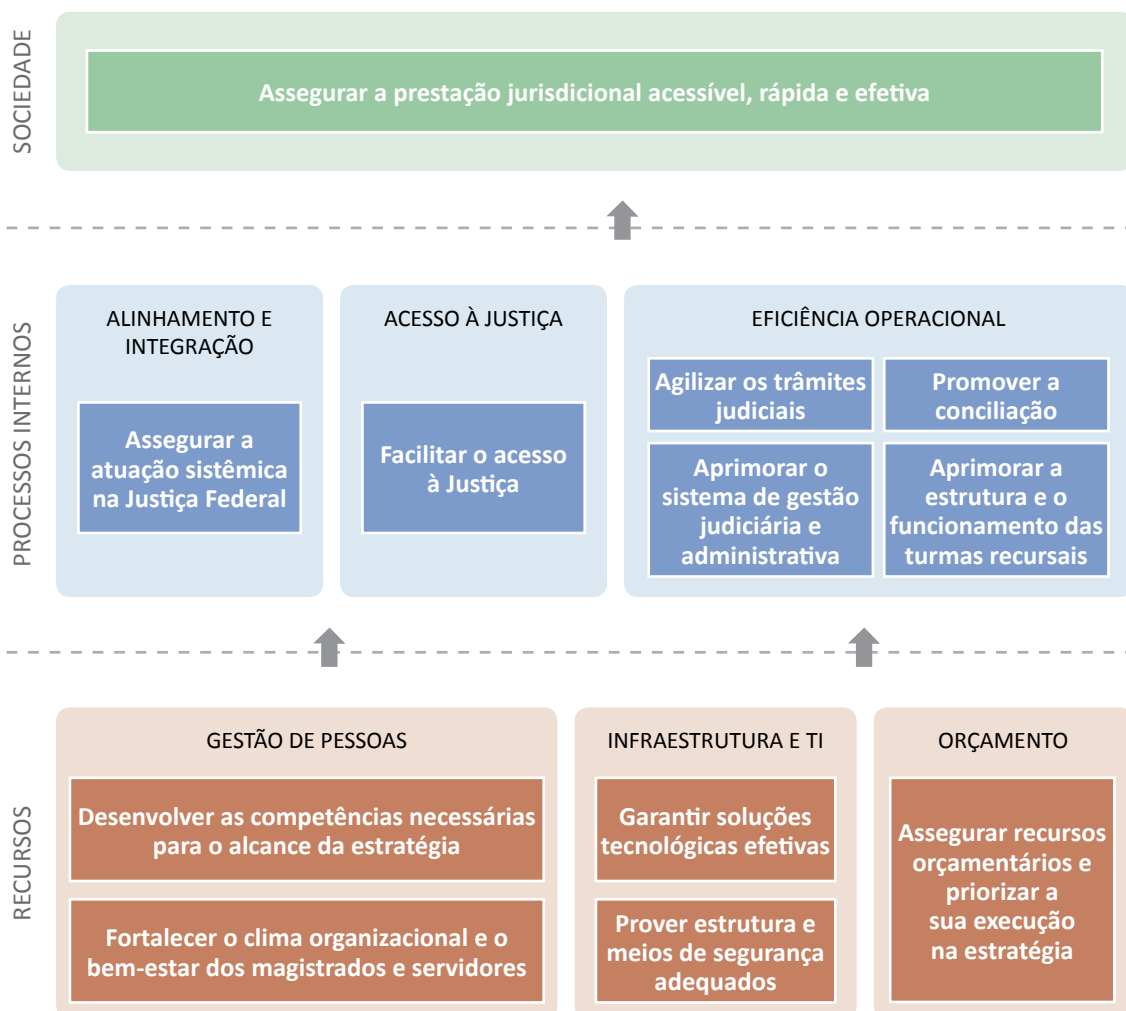 SOCIEDADE
Assegurar a prestação jurisdicional acessível, rápida e efetiva
PROCESSOS INTERNOS
ALINHAMENTO E
INTEGRAÇÃO
Assegurar a
atuação sistêmica
na Justiça Federal
ACESSO À JUSTIÇA
Facilitar o acesso
à Justiça
EFICIÊNCIA OPERACIONAL
Agilizar os trâmites
judiciais
Promover a
conciliação
Aprimorar o
sistema de gestão
judiciária e
administrativa
Aprimorar a
estrutura e o
funcionamento das
turmas recursais
RECURSOS
GESTÃO DE PESSOAS
Desenvolver as competências necessárias
para o alcance da estratégia
Fortalecer o clima organizacional e o
bem-estar dos magistrados e servidores
INFRAESTRUTURA E TI
Garantir soluções
tecnológicas efetivas
Prover estrutura e
meios de segurança
adequados
ORÇAMENTO
Assegurar recursos
orçamentários e
priorizar a
sua execução
na estratégia